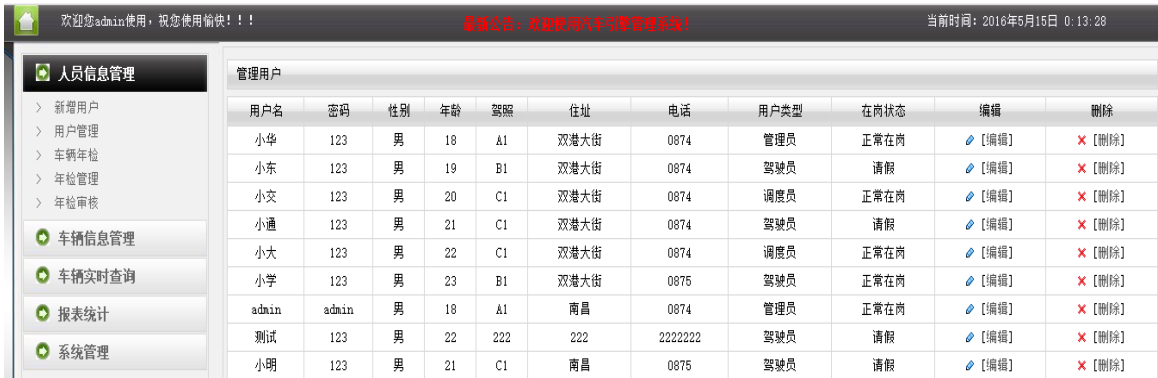 欢迎您admin使用，祝您使用愉快！！！ 最新公告：欢迎使用汽车引擎管理系统！ 当前时间：2016年5月15日 0:13:28
人员信息管理
> 新增用户
> 用户管理
> 车辆年检
> 年检管理
> 年检审核
车辆信息管理
车辆实时查询
报表统计
系统管理
管理用户
用户名 密码 性别 年龄 驾照 住址 电话 用户类型 在岗状态 编辑 删除
小华 123 男 18 A1 双港大街 0874 管理员 正常在岗 [编辑] [删除]
小东 123 男 19 B1 双港大街 0874 驾驶员 请假 [编辑] [删除]
小交 123 男 20 C1 双港大街 0874 调度员 正常在岗 [编辑] [删除]
小通 123 男 21 C1 双港大街 0874 驾驶员 请假 [编辑] [删除]
小大 123 男 22 C1 双港大街 0874 调度员 正常在岗 [编辑] [删除]
小学 123 男 23 B1 双港大街 0875 驾驶员 正常在岗 [编辑] [删除]
admin admin 男 18 A1 南昌 0874 管理员 正常在岗 [编辑] [删除]
测试 123 男 22 222 222 2222222 驾驶员 请假 [编辑] [删除]
小明 123 男 21 C1 南昌 0875 驾驶员 请假 [编辑] [删除]